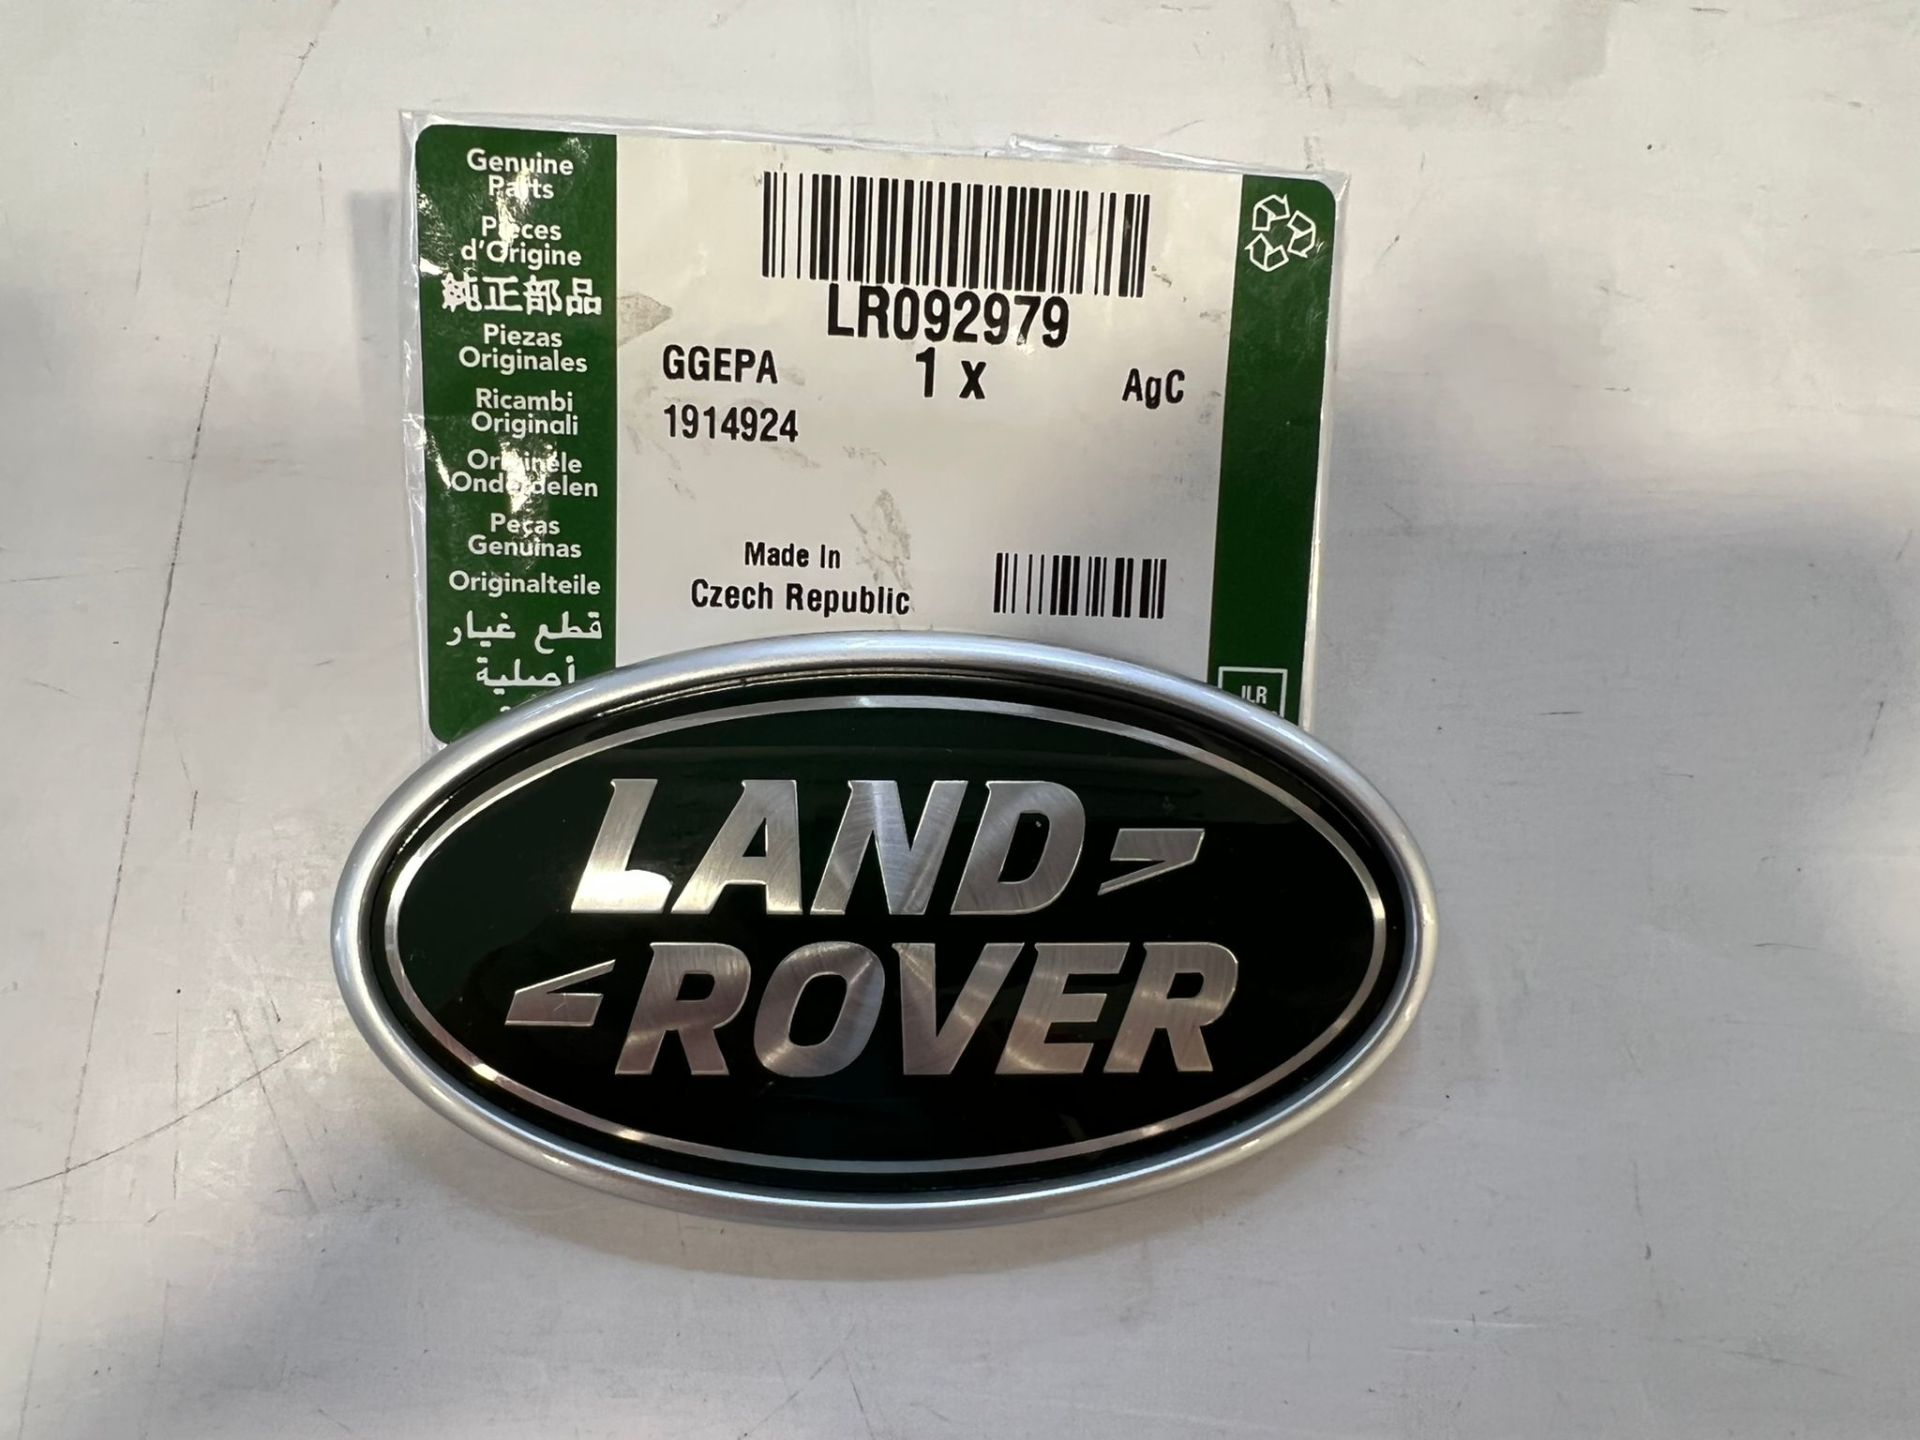 Genuine
Parts
Pièces
d'Origine
純正部品
Piezas
Originales
Ricambi
Originali
Originele
Onderdelen
Peças
Genuinas
Originalteile
قطع غيار
أصلية
LR092979
GGEPA 1 x AgC
1914924
Made In
Czech Republic
JLR
LAND
ROVER